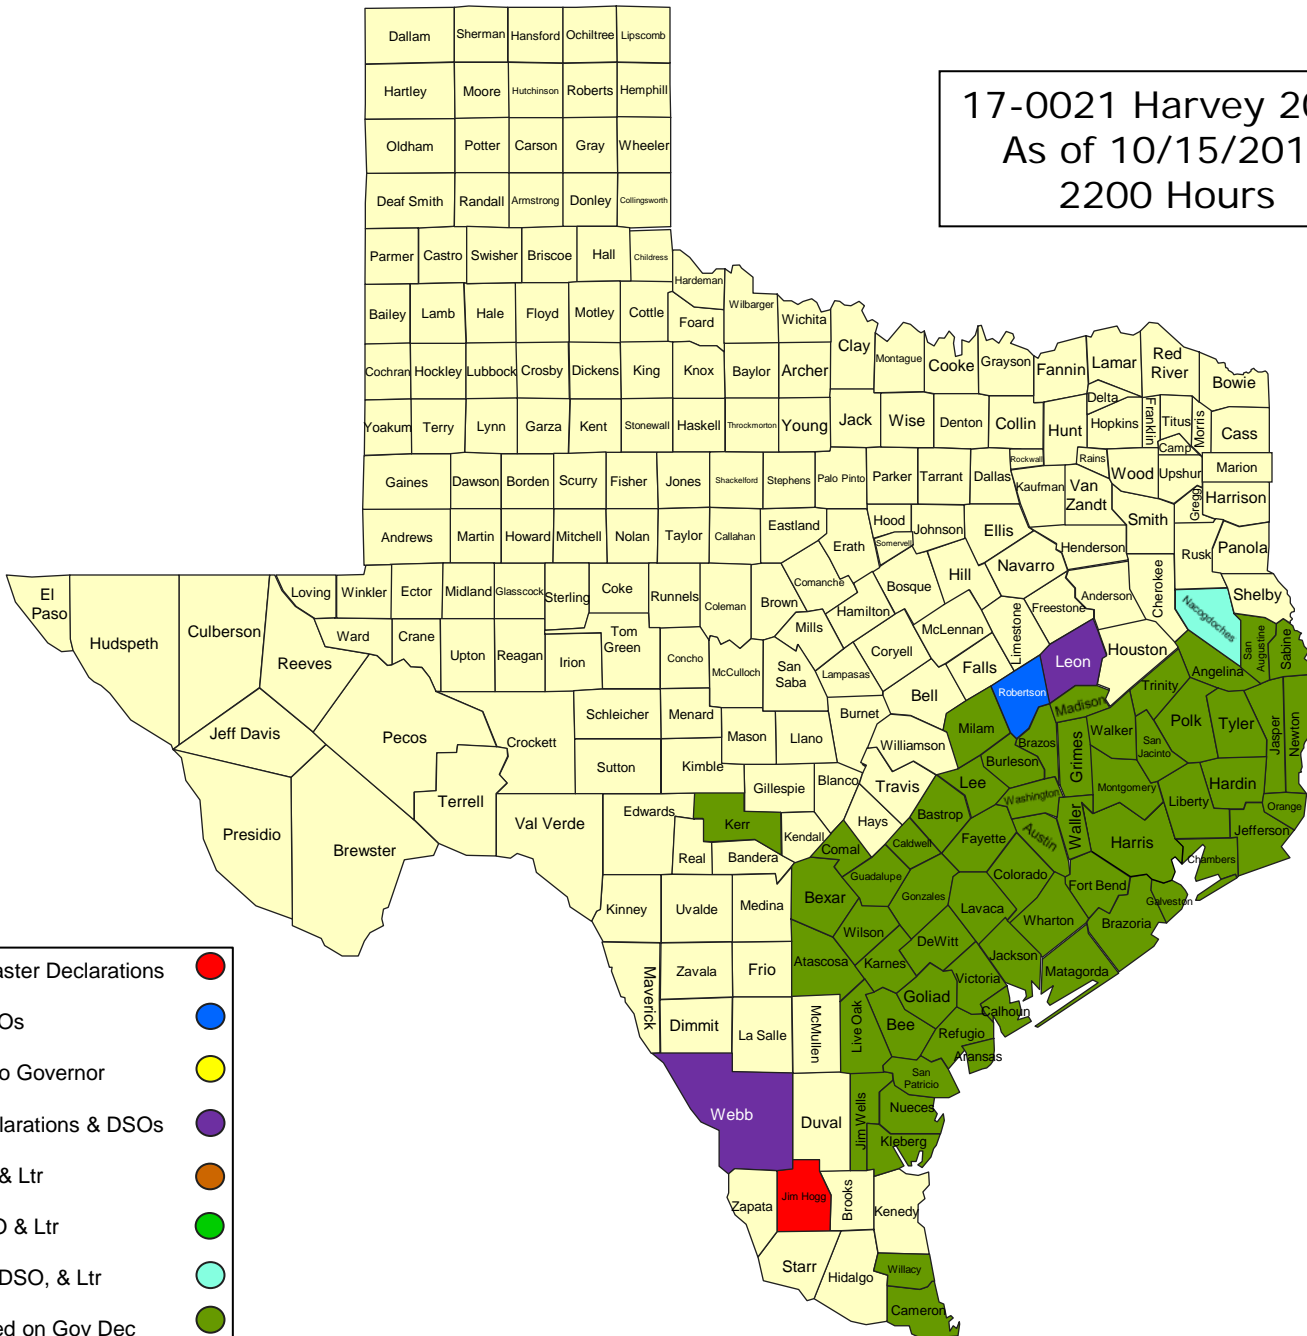 Dallam Sherman Hansford Ochiltree Lipscomb
Hartley Moore Hutchinson Roberts Hemphill
17-0021 Harvey 20
As of 10/15/201
2200 Hours
Oldham Potter Carson Gray Wheeler
Deaf Smith Randall Armstrong Donley Collingsworth
Parmer Castro Swisher Briscoe Hall Childress
Hardeman
Bailey Lamb Hale Floyd Motley Cottle Foard Wilbarger Wichita
Clay Montague Cooke Grayson Fannin Lamar Red
River Bowie
Cochran Hockley Lubbock Crosby Dickens King Knox Baylor Archer
Delta
Yoakum Terry Lynn Garza Kent Stonewall Haskell Throckmorton Young Jack Wise Denton Collin Hunt Hopkins Franklin Titus Morris Cass
Camp
Gaines Dawson Borden Scurry Fisher Jones Shackelford Stephens Palo Pinto Parker Tarrant Dallas Rockwall Kaufman Rains Van
Zandt Wood Upshur Gregg Marion
Harrison
Andrews Martin Howard Mitchell Nolan Taylor Callahan Eastland Erath Hood Somervell Johnson Ellis Henderson Smith Rusk Panola
El
Paso Hudspeth Culberson Loving Winkler Ector Midland Glasscock Sterling Coke Runnels Coleman Brown Comanche Hamilton Bosque Hill Navarro Freestone Anderson Cherokee Nacogdoches Shelby
Reeves Ward Crane Upton Reagan Irion Tom
Green Concho McCulloch San
Saba Mills Lampasas Coryell McLennan Limestone Falls Leon Houston San
Augustine Sabine
Jeff Davis Pecos Crockett Schleicher Menard Mason Llano Burnet Bell Milam Robertson Madison Trinity Angelina
Presidio Brewster Terrell Val Verde Sutton Kimble Gillespie Blanco Williamson Travis Lee Burleson Brazos Grimes Walker San
Jacinto Polk Tyler Jasper Newton
Edwards Kerr Kendall Hays Bastrop Washington Montgomery Liberty Hardin Orange
Real Bandera Comal Caldwell Fayette Austin Waller Harris Jefferson
Chambers
Kinney Uvalde Medina Bexar Guadalupe Gonzales Colorado Fort Bend Galveston
Wilson Lavaca Wharton Brazoria
Maverick Zavala Frio Atascosa Karnes DeWitt Jackson Matagorda
Victoria
Dimmit La Salle McMullen Live Oak Bee Goliad Calhoun
Refugio
Aransas
San
Patricio
Webb Duval Jim Wells Nueces
Kleberg
Zapata Jim Hogg Brooks Kenedy
Starr Hidalgo Willacy
Cameron
aster Declarations
Os
o Governor
larations & DSOs
& Ltr
O & Ltr
DSO, & Ltr
ed on Gov Dec